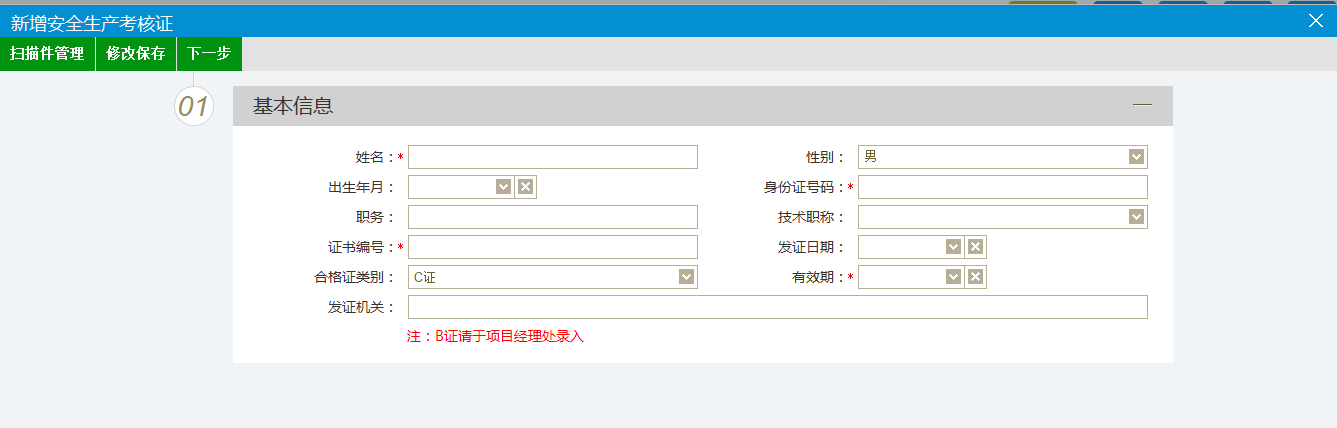 新增安全生产考核证
扫描件管理 修改保存 下一步
01 基本信息
姓名：* 性别： 男
出生年月： 身份证号码：*
职务： 技术职称：
证书编号：* 发证日期：
合格证类别： C证 有效期：*
发证机关：
注：B证请于项目经理处录入